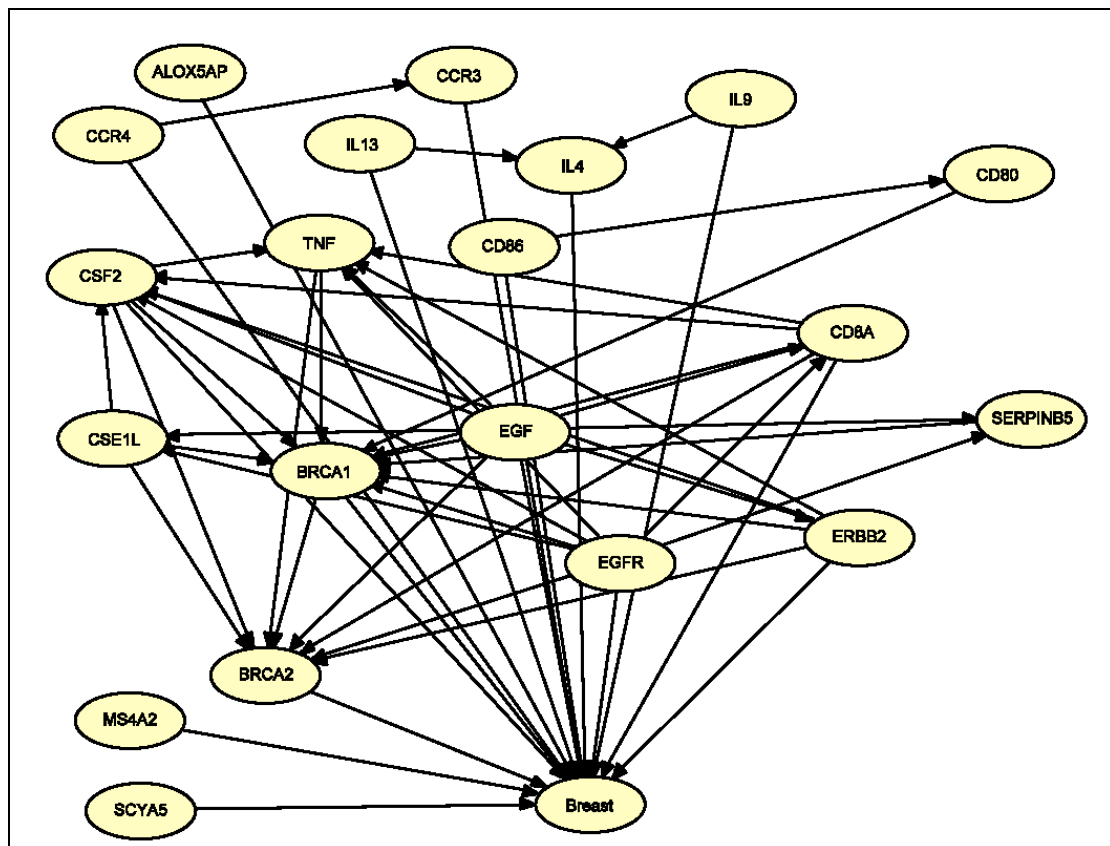 ALOX5AP
CCR3
IL9
CCR4
IL13
IL4
CD80
TNF
CD86
CSF2
CD8A
SERPINB5
EGF
CSE1L
BRCA1
ERBB2
EGFR
BRCA2
MS4A2
Breast
SCYA5